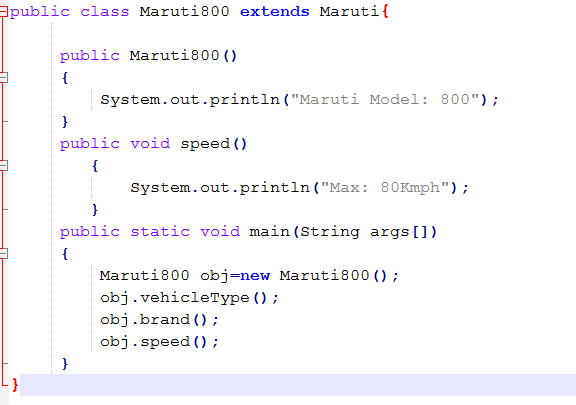 public class Maruti800 extends Maruti{
public Maruti800()
{
System.out.println("Maruti Model: 800");
}
public void speed()
{
System.out.println("Max: 80Kmph");
}
public static void main(String args[])
{
Maruti800 obj=new Maruti800();
obj.vehicleType();
obj.brand();
obj.speed();
}
}